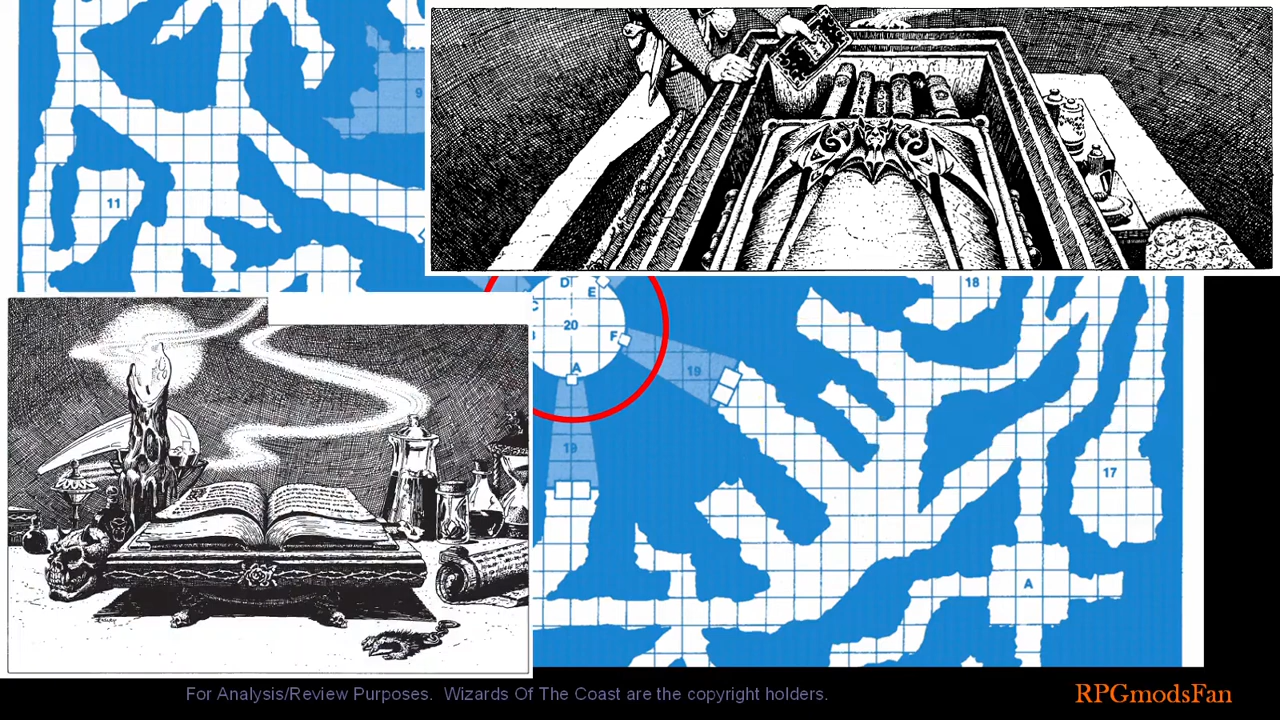 9
11
D
E
C
20
F
18
A
19
19
17
A
For Analysis/Review Purposes. Wizards Of The Coast are the copyright holders.
RPGmodsFan